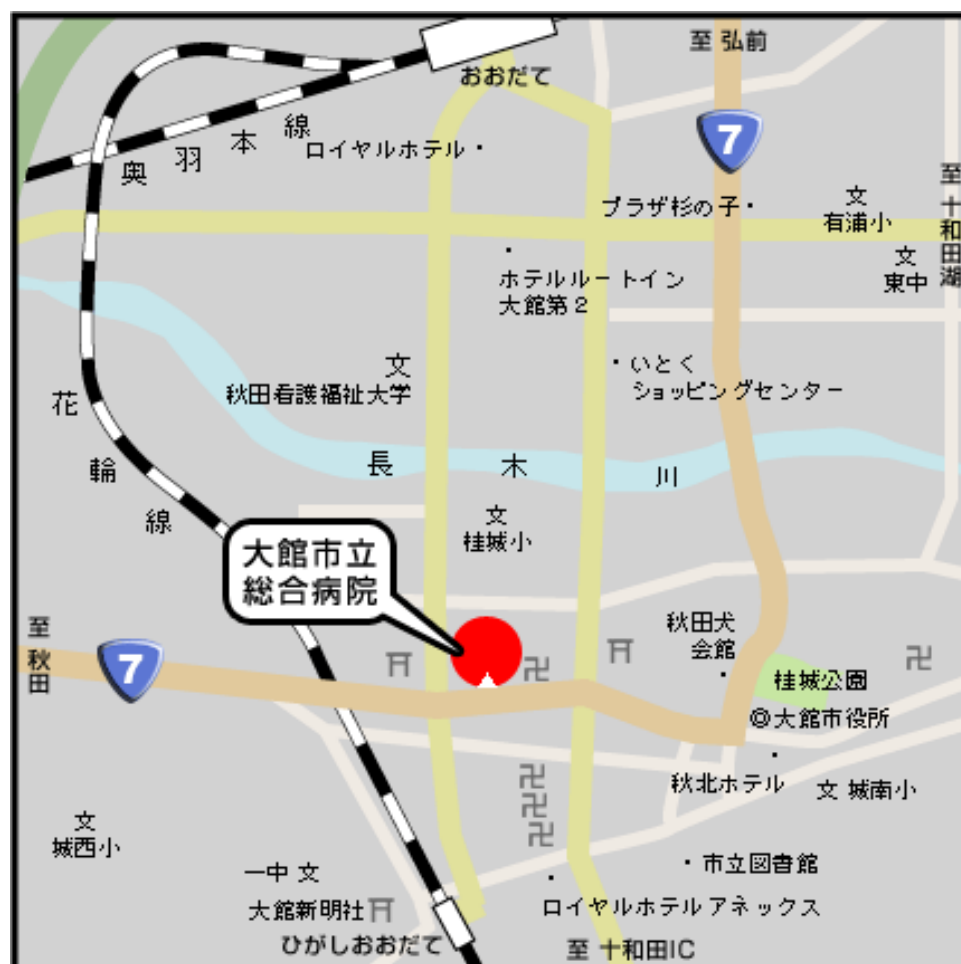 至 弘前
おおだて
7
奥羽本線
ロイヤルホテル
プラザ杉の子
文
有浦小
至 十和田湖
文
東中
ホテルルートイン
大館第2
いとく
ショッピングセンター
文
秋田看護福祉大学
花輪線
長木川
文
桂城小
大館市立
総合病院
秋田犬
会館
至 秋田
7
卍
卍
桂城公園
◎大館市役所
秋北ホテル
文 城南小
卍
卍
卍
文
城西小
一中 文
市立図書館
大館新明社
ロイヤルホテル アネックス
ひがしおおだて
至 十和田IC